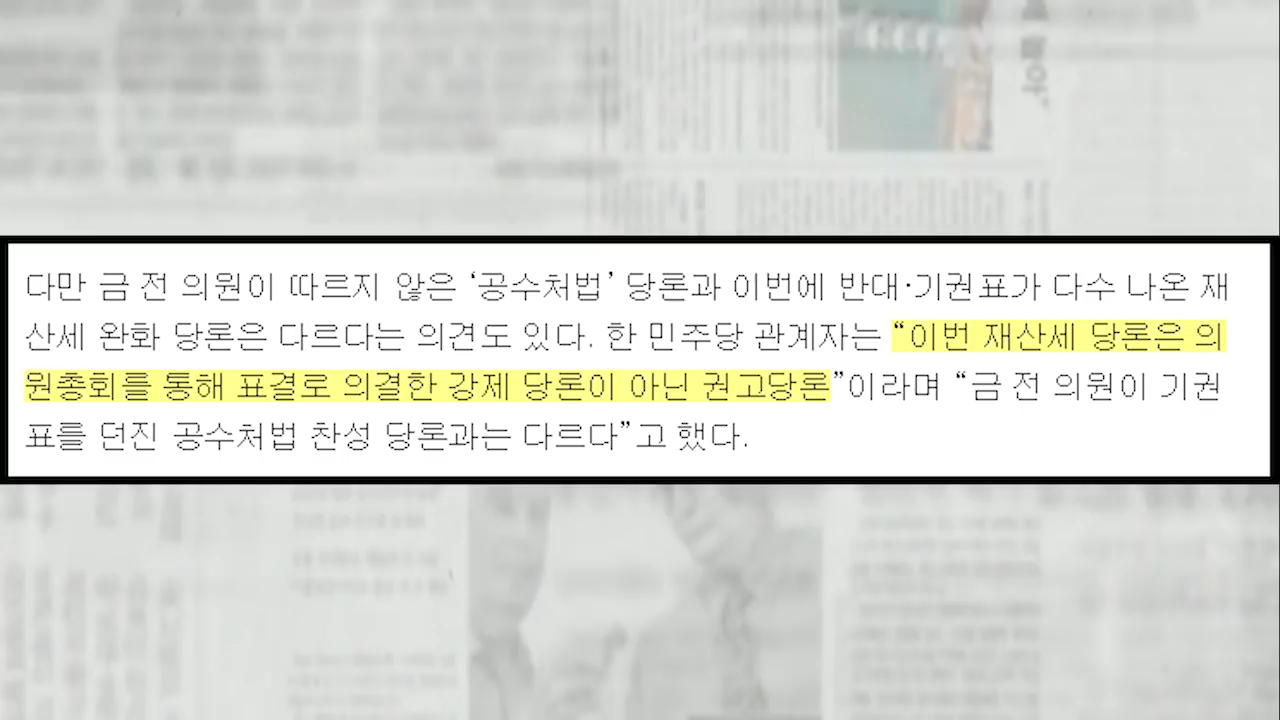 다만 금 전 의원이 따르지 않은 ‘공수처법’ 당론과 이번에 반대·기권표가 다수 나온 재
산세 완화 당론은 다르다는 의견도 있다. 한 민주당 관계자는 “이번 재산세 당론은 의
원총회를 통해 표결로 의결한 강제 당론이 아닌 권고당론”이라며 “금 전 의원이 기권
표를 던진 공수처법 찬성 당론과는 다르다”고 했다.